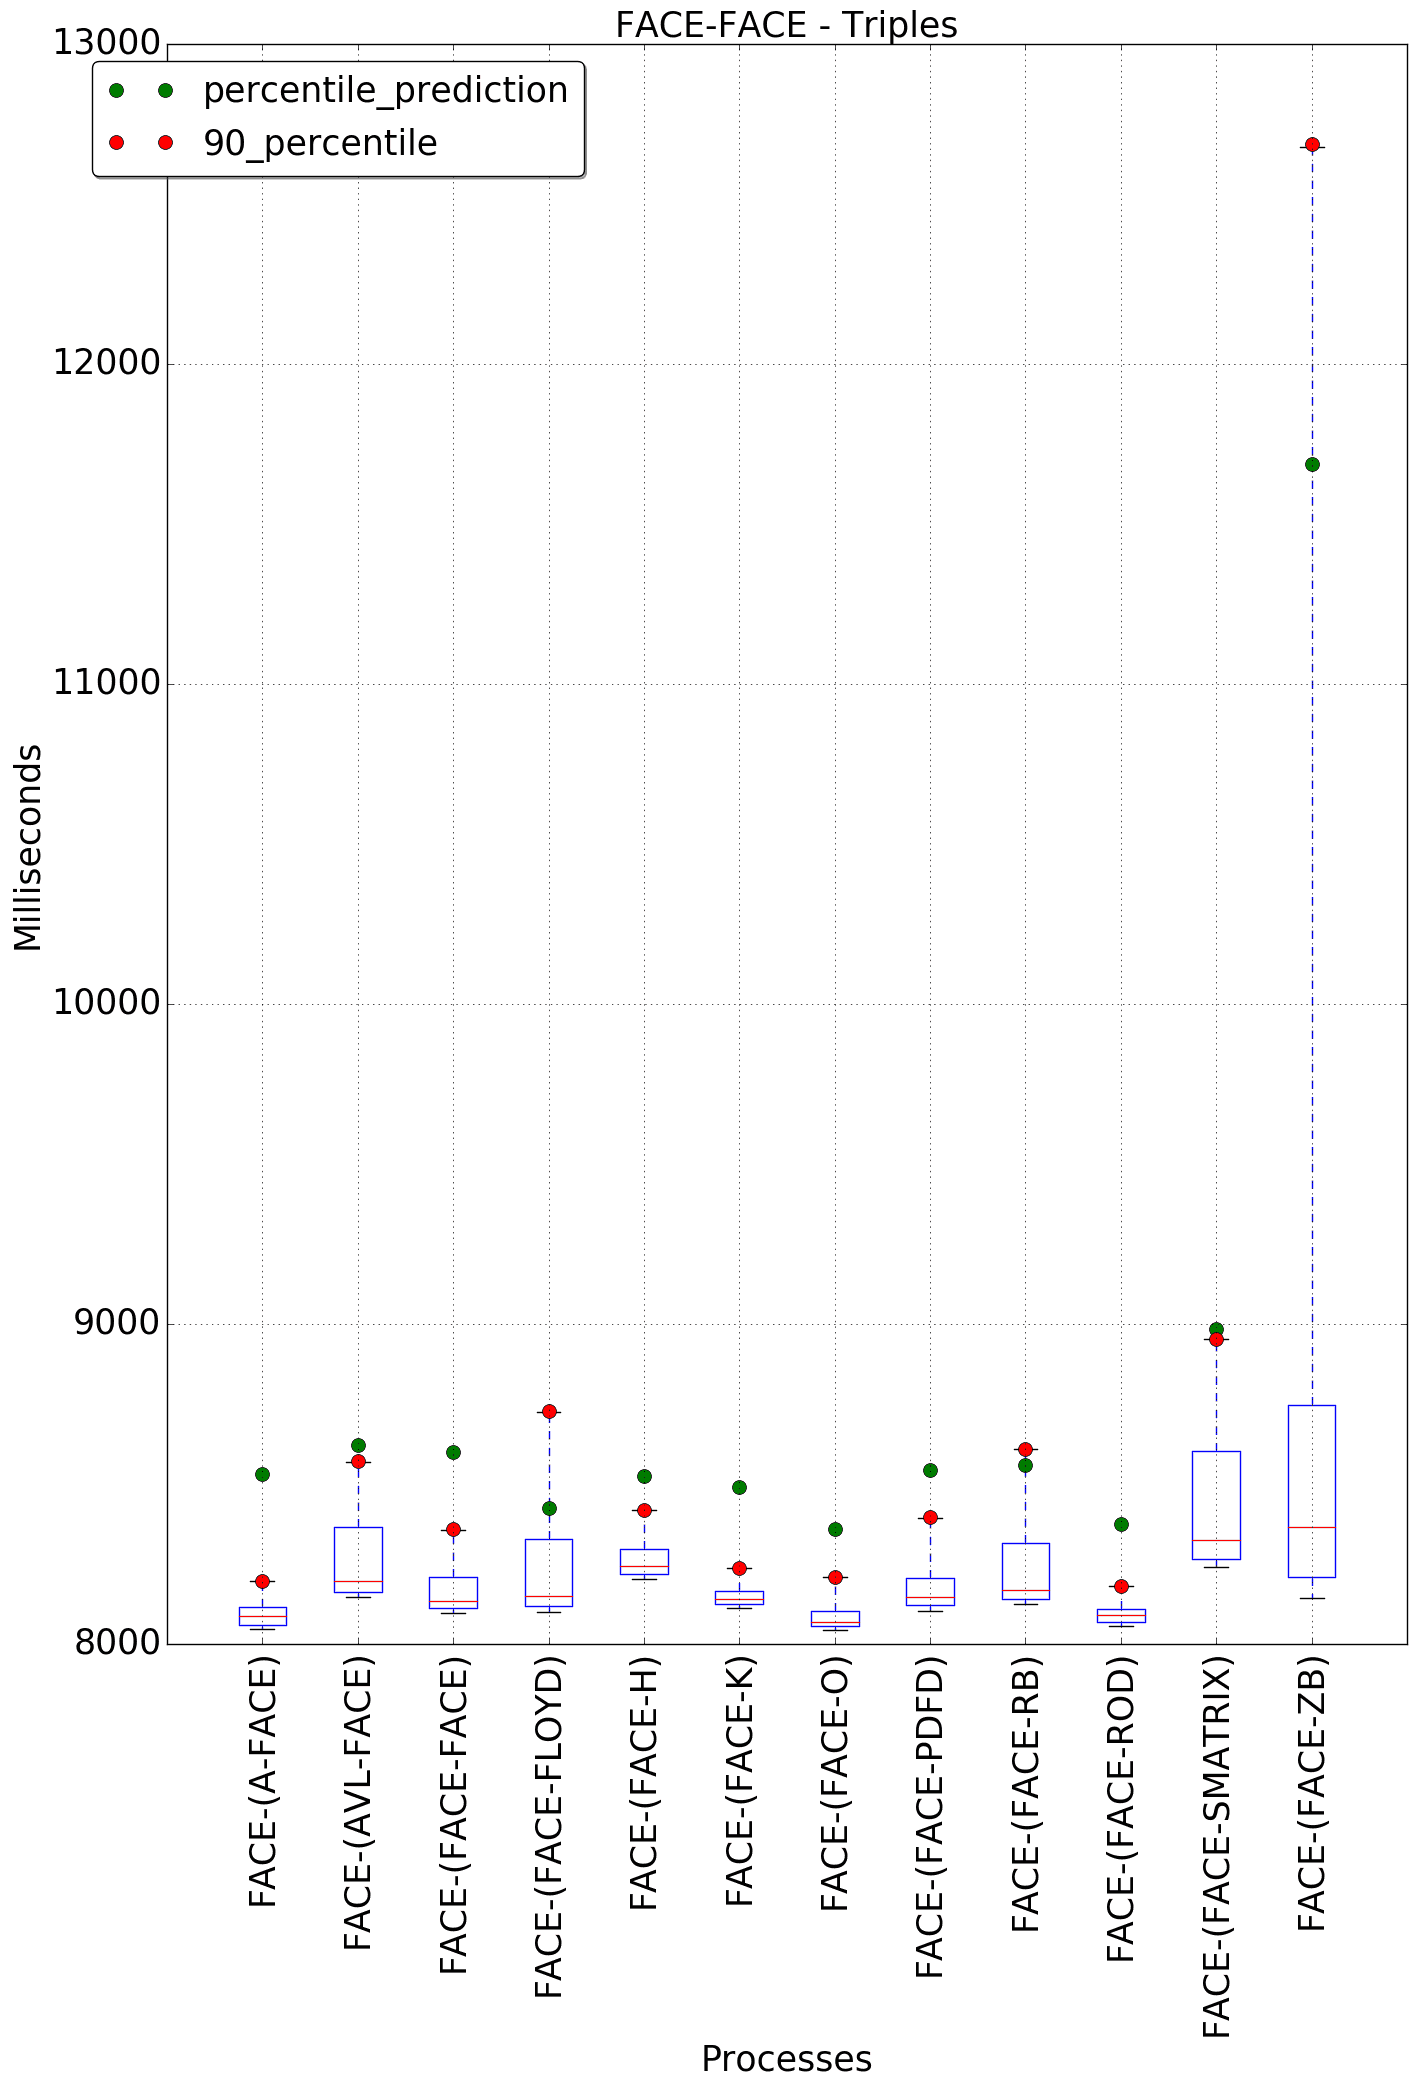 FACE-FACE - Triples
percentile_prediction
90_percentile
13000
12000
11000
10000
9000
8000
Milliseconds
FACE-(A-FACE)
FACE-(AVL-FACE)
FACE-(FACE-FACE)
FACE-(FACE-FLOYD)
FACE-(FACE-H)
FACE-(FACE-K)
FACE-(FACE-O)
FACE-(FACE-PDFD)
FACE-(FACE-RB)
FACE-(FACE-ROD)
FACE-(FACE-SMATRIX)
FACE-(FACE-ZB)
Processes